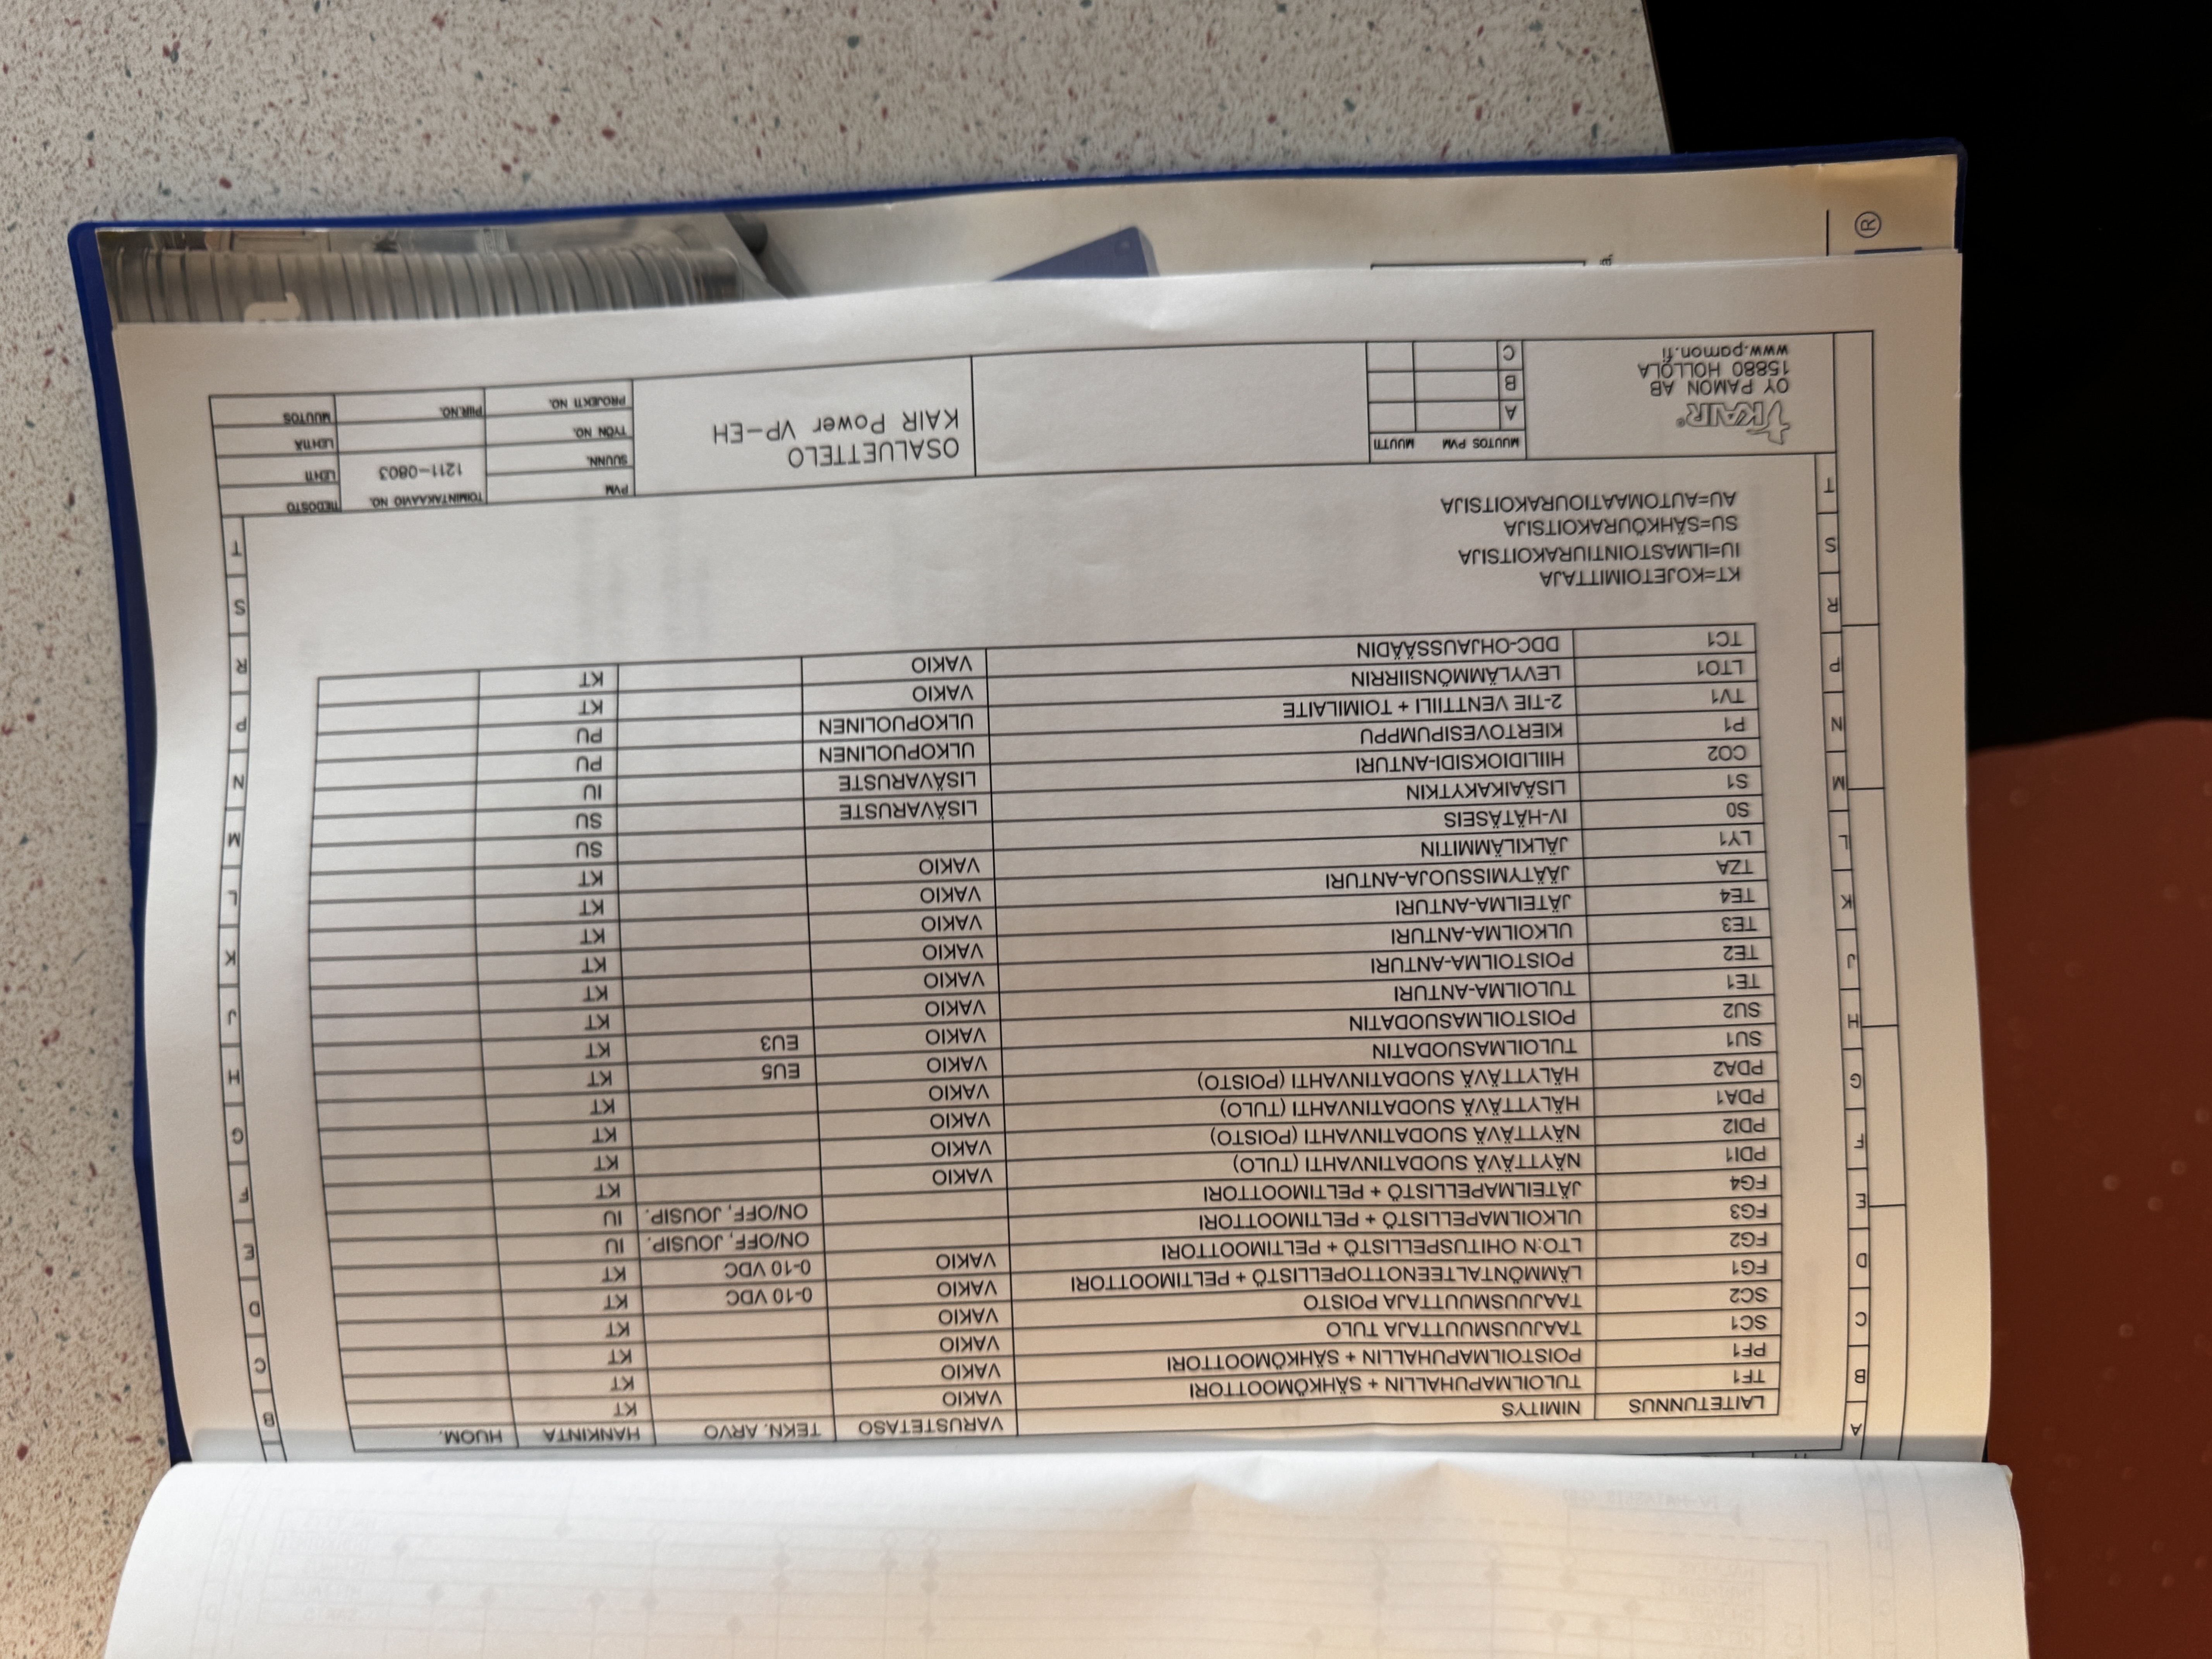 LAITETUNNUS NIMITYS VARUSTETASO TEKN. ARVO HANKINTA HUOM.
TF1 TULOILMAPUHALLIN + SÄHKÖMOOTTORI VAKIO KT
PF1 POISTOILMAPUHALLIN + SÄHKÖMOOTTORI VAKIO KT
SC1 TAAJUUSMUUTTAJA TULO VAKIO KT
SC2 TAAJUUSMUUTTAJA POISTO VAKIO KT
FG1 LÄMMÖNTALTEENOTTOPELLISTÖ + PELTIMOOTTORI VAKIO 0-10 VDC KT
FG2 LTO:N OHITUSPELLISTÖ + PELTIMOOTTORI VAKIO 0-10 VDC KT
FG3 ULKOILMAPELLISTÖ + PELTIMOOTTORI ON/OFF, JOUSIP. IU
FG4 JÄTEILMAPELLISTÖ + PELTIMOOTTORI ON/OFF, JOUSIP. IU
PDI1 NÄYTTÄVÄ SUODATINVAHTI (TULO) VAKIO KT
PDI2 NÄYTTÄVÄ SUODATINVAHTI (POISTO) VAKIO KT
PDA1 HÄLYTTÄVÄ SUODATINVAHTI (TULO) VAKIO KT
PDA2 HÄLYTTÄVÄ SUODATINVAHTI (POISTO) VAKIO KT
SU1 TULOILMASUODATIN VAKIO EU5 KT
SU2 POISTOILMASUODATIN VAKIO EU3 KT
TE1 TULOILMA-ANTURI VAKIO KT
TE2 POISTOILMA-ANTURI VAKIO KT
TE3 ULKOILMA-ANTURI VAKIO KT
TE4 JÄTEILMA-ANTURI VAKIO KT
TZA JÄÄTYMISSUOJA-ANTURI VAKIO KT
LY1 JÄLKILÄMMITIN VAKIO KT
S0 IV-HÄTÄSEIS SU
S1 LISÄAIKAKYTKIN LISÄVARUSTE SU
CO2 HIILIDIOKSIDI-ANTURI LISÄVARUSTE IU
P1 KIERTOVESIPUMPPU ULKOPUOLINEN PU
TV1 2-TIE VENTTIILI + TOIMILAITE ULKOPUOLINEN PU
LTO1 LEVYLÄMMÖNSIIRRIN VAKIO KT
TC1 DDC-OHJAUSSÄÄDIN VAKIO KT
KT=KOJETOIMITTAJA
IU=ILMASTOINTIURAKOITSIJA
SU=SÄHKÖURAKOITSIJA
AU=AUTOMAATIOURAKOITSIJA
A
B
C
D
E
F
G
H
J
K
L
M
N
P
R
S
T
B
C
D
E
F
G
H
J
K
L
M
N
P
R
S
T
KAIR®
OY PAMON AB
15880 HOLLOLA
www.pamon.fi
MUUTOS PVM MUUTTI
A
B
C
OSALUETTELO
KAIR Power VP-EH
PVM
SUUNN.
TYÖN NO.
PROJEKTI NO.
TOIMINTAKAAVIO NO.
1211-0803
PIIR.NO.
TIEDOSTO
LEHTI
LEHTIÄ
MUUTOS
®